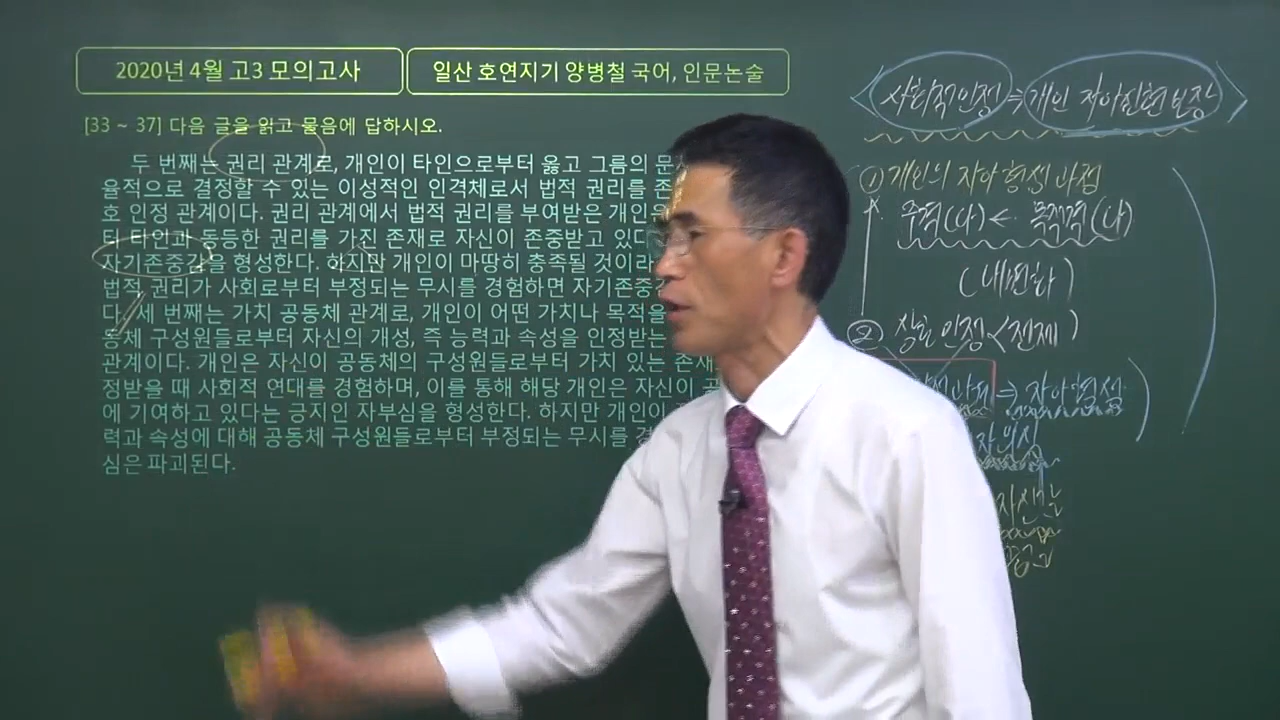 2020년 4월 고3 모의고사
일산 호연지기 양병철 국어, 인문논술
[33 ~ 37] 다음 글을 읽고 물음에 답하시오.
두 번째는 권리 관계로, 개인이 타인으로부터 옳고 그름의
율적으로 결정할 수 있는 이성적인 인격체로서 법적 권리를
호 인정 관계이다. 권리 관계에서 법적 권리를 부여받은
터 타인과 동등한 권리를 가진 존재로 자신이 존중받고 있다
자기존중감을 형성한다. 하지만 개인이 마땅히 충족될 것이라
법적 권리가 사회로부터 부정되는 무시를 경험하면
다. 세 번째는 가치 공동체 관계로, 개인이 어떤 가치나 목적을
동체 구성원들로부터 자신의 개성, 즉 능력과 속성을 인정받는
관계이다. 개인은 자신이 공동체의 구성원들로부터 가치 있는
정받을 때 사회적 연대를 경험하며, 이를 통해 해당 개인은 자신이
에 기여하고 있다는 긍지인 자부심을 형성한다. 하지만 개인이
력과 속성에 대해 공동체 구성원들로부터 부정되는 무시를
심은 파괴된다.
<사회적 인정 ⇒ 개인 자아실현 보장>
① 개인의 자아 형성 과정
주격(나) ← 목적격(나)
(내면화)
② 상호 인정 <전제>
⇒ 자아형성